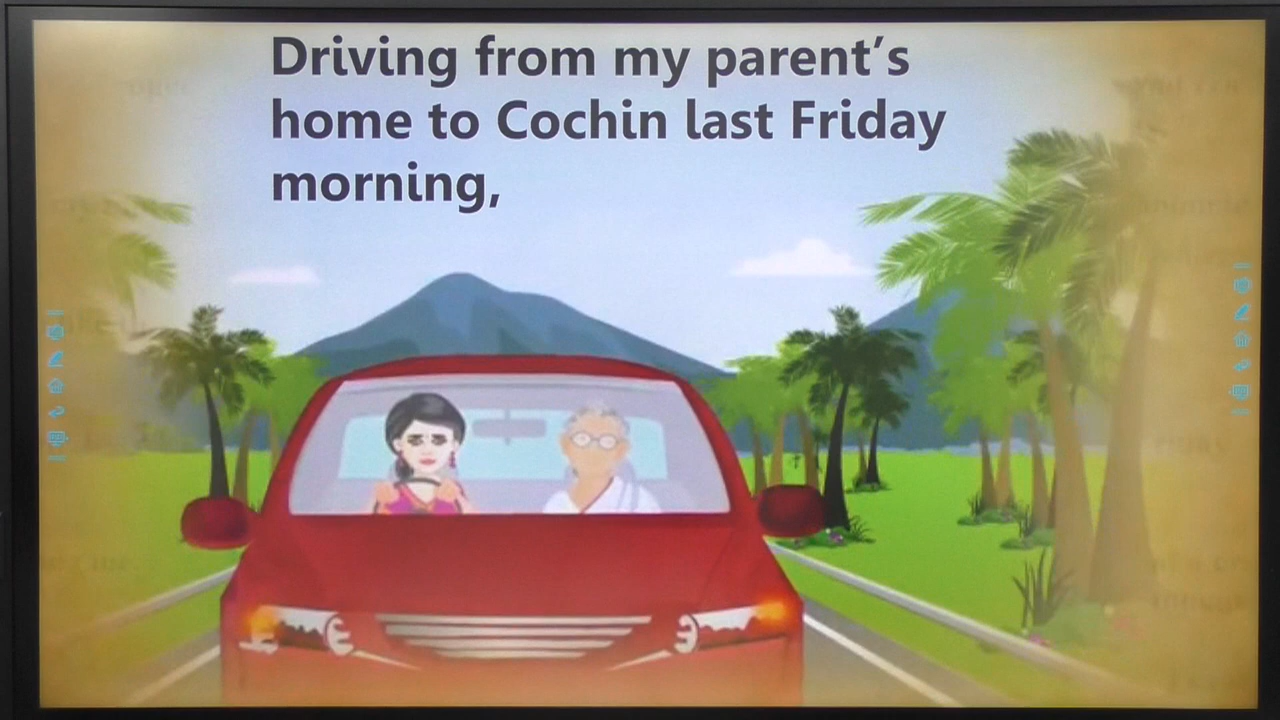 Driving from my parent’s
home to Cochin last Friday
morning,